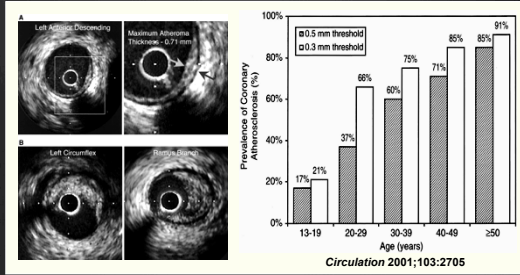 A
Left Anterior Descending
Maximum Atheroma
Thickness - 0.71 mm
B
Left Circumflex
Ramus Branch
Prevalence of Coronary
Atherosclerosis (%)
100%
80%
60%
40%
20%
0%
0.5 mm threshold
0.3 mm threshold
17%
21%
37%
66%
60%
75%
71%
85%
85%
91%
13-19
20-29
30-39
40-49
≥50
Age (years)
Circulation 2001;103:2705